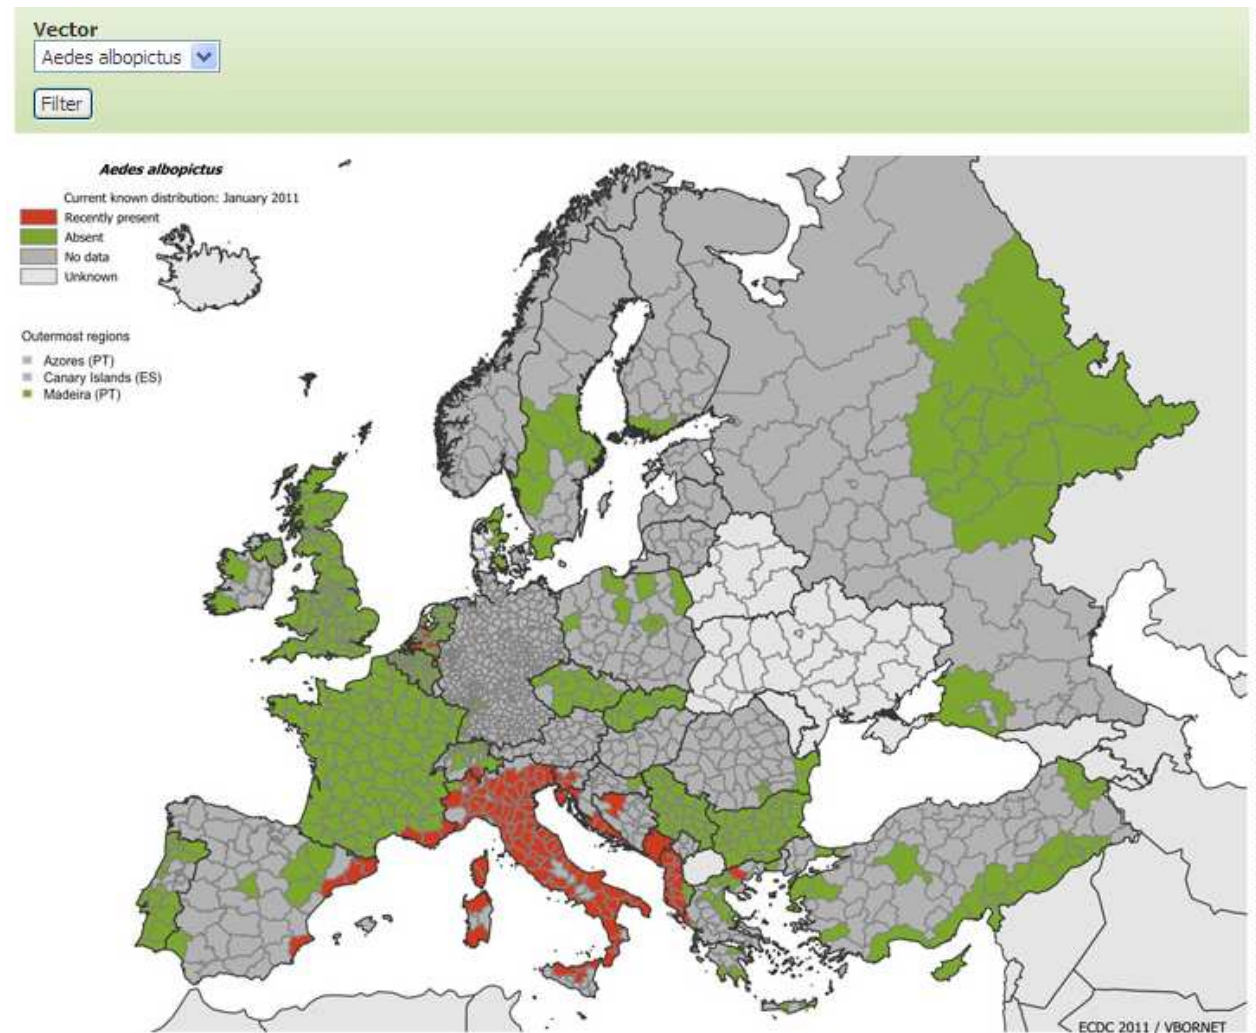 Vector
Aedes albopictus
Filter
Aedes albopictus
Current known distribution: January 2011
Recently present
Absent
No data
Unknown
Outermost regions
Azores (PT)
Canary Islands (ES)
Madeira (PT)
ECDC 2011 / VBORNET